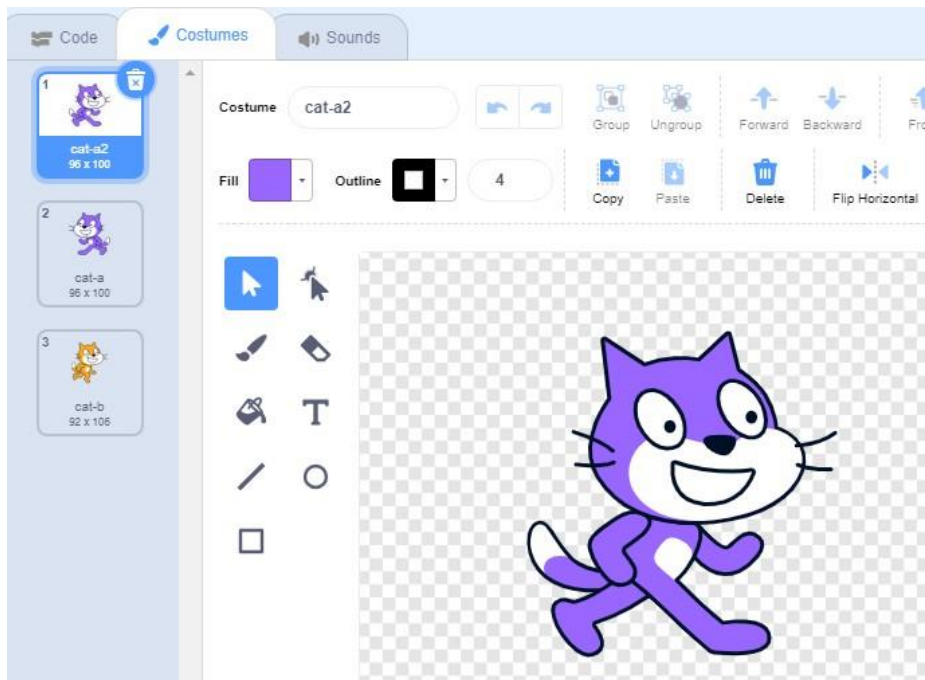 Code
Costumes
Sounds
1
cat-a2
96 x 100
2
cat-a
96 x 100
3
cat-b
92 x 106
Costume cat-a2
Group Ungroup Forward Backward Fro
Fill Outline 4
Copy Paste Delete Flip Horizontal
T